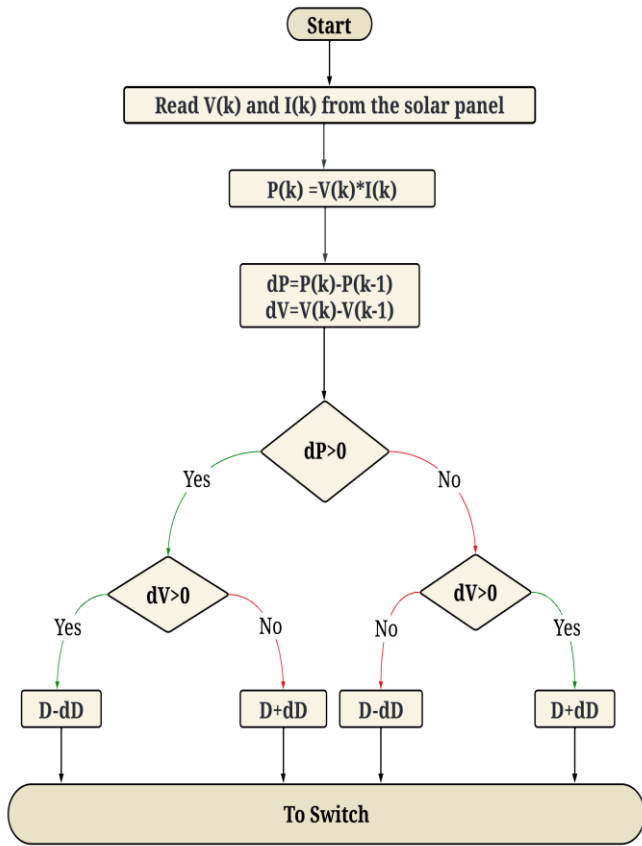 Start
Read V(k) and I(k) from the solar panel
P(k) =V(k)*I(k)
dP=P(k)-P(k-1)
dV=V(k)-V(k-1)
dP>0
Yes
No
dV>0
dV>0
Yes
No
No
Yes
D-dD
D+dD
D-dD
D+dD
To Switch